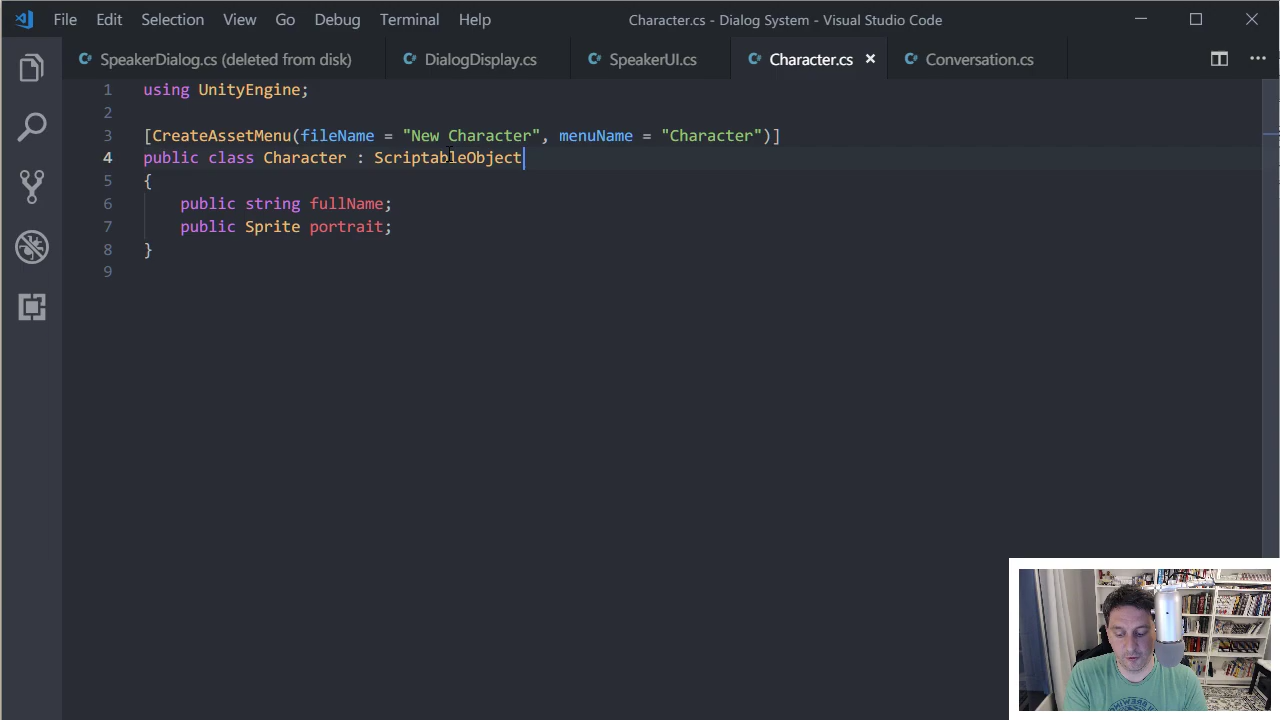 File Edit Selection View Go Debug Terminal Help Character.cs - Dialog System - Visual Studio Code
SpeakerDialog.cs (deleted from disk) DialogDisplay.cs SpeakerUI.cs Character.cs × Conversation.cs
1 using UnityEngine;
2
3 [CreateAssetMenu(fileName = "New Character", menuName = "Character")]
4 public class Character : ScriptableObject
5 {
6 public string fullName;
7 public Sprite portrait;
8 }
9